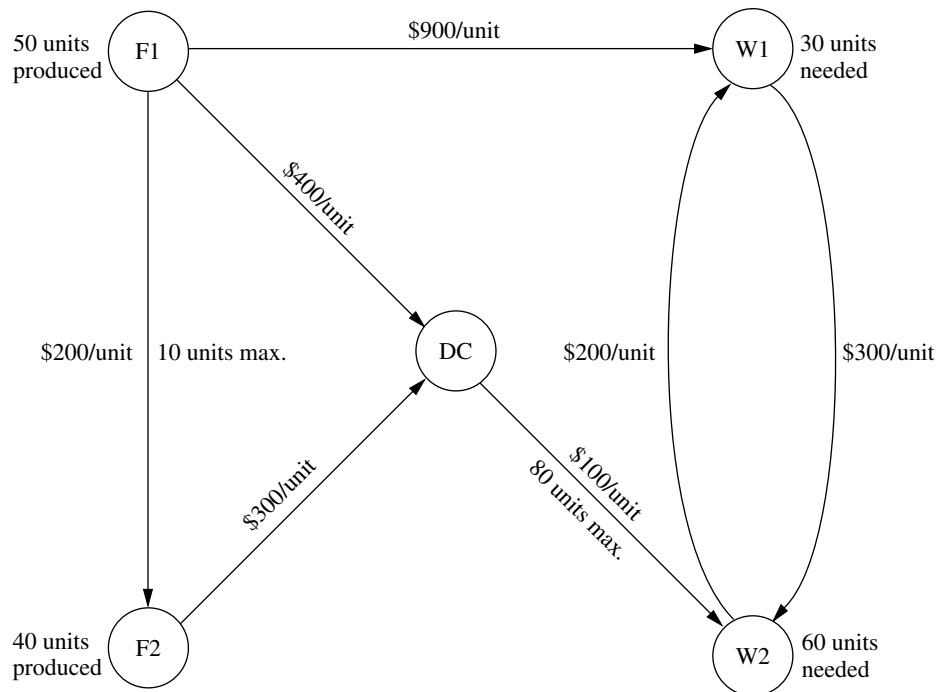 $900/unit
50 units
produced
F1
W1
30 units
needed
$400/unit
$200/unit
10 units max.
DC
$200/unit
$300/unit
$300/unit
$100/unit
80 units max.
40 units
produced
F2
W2
60 units
needed